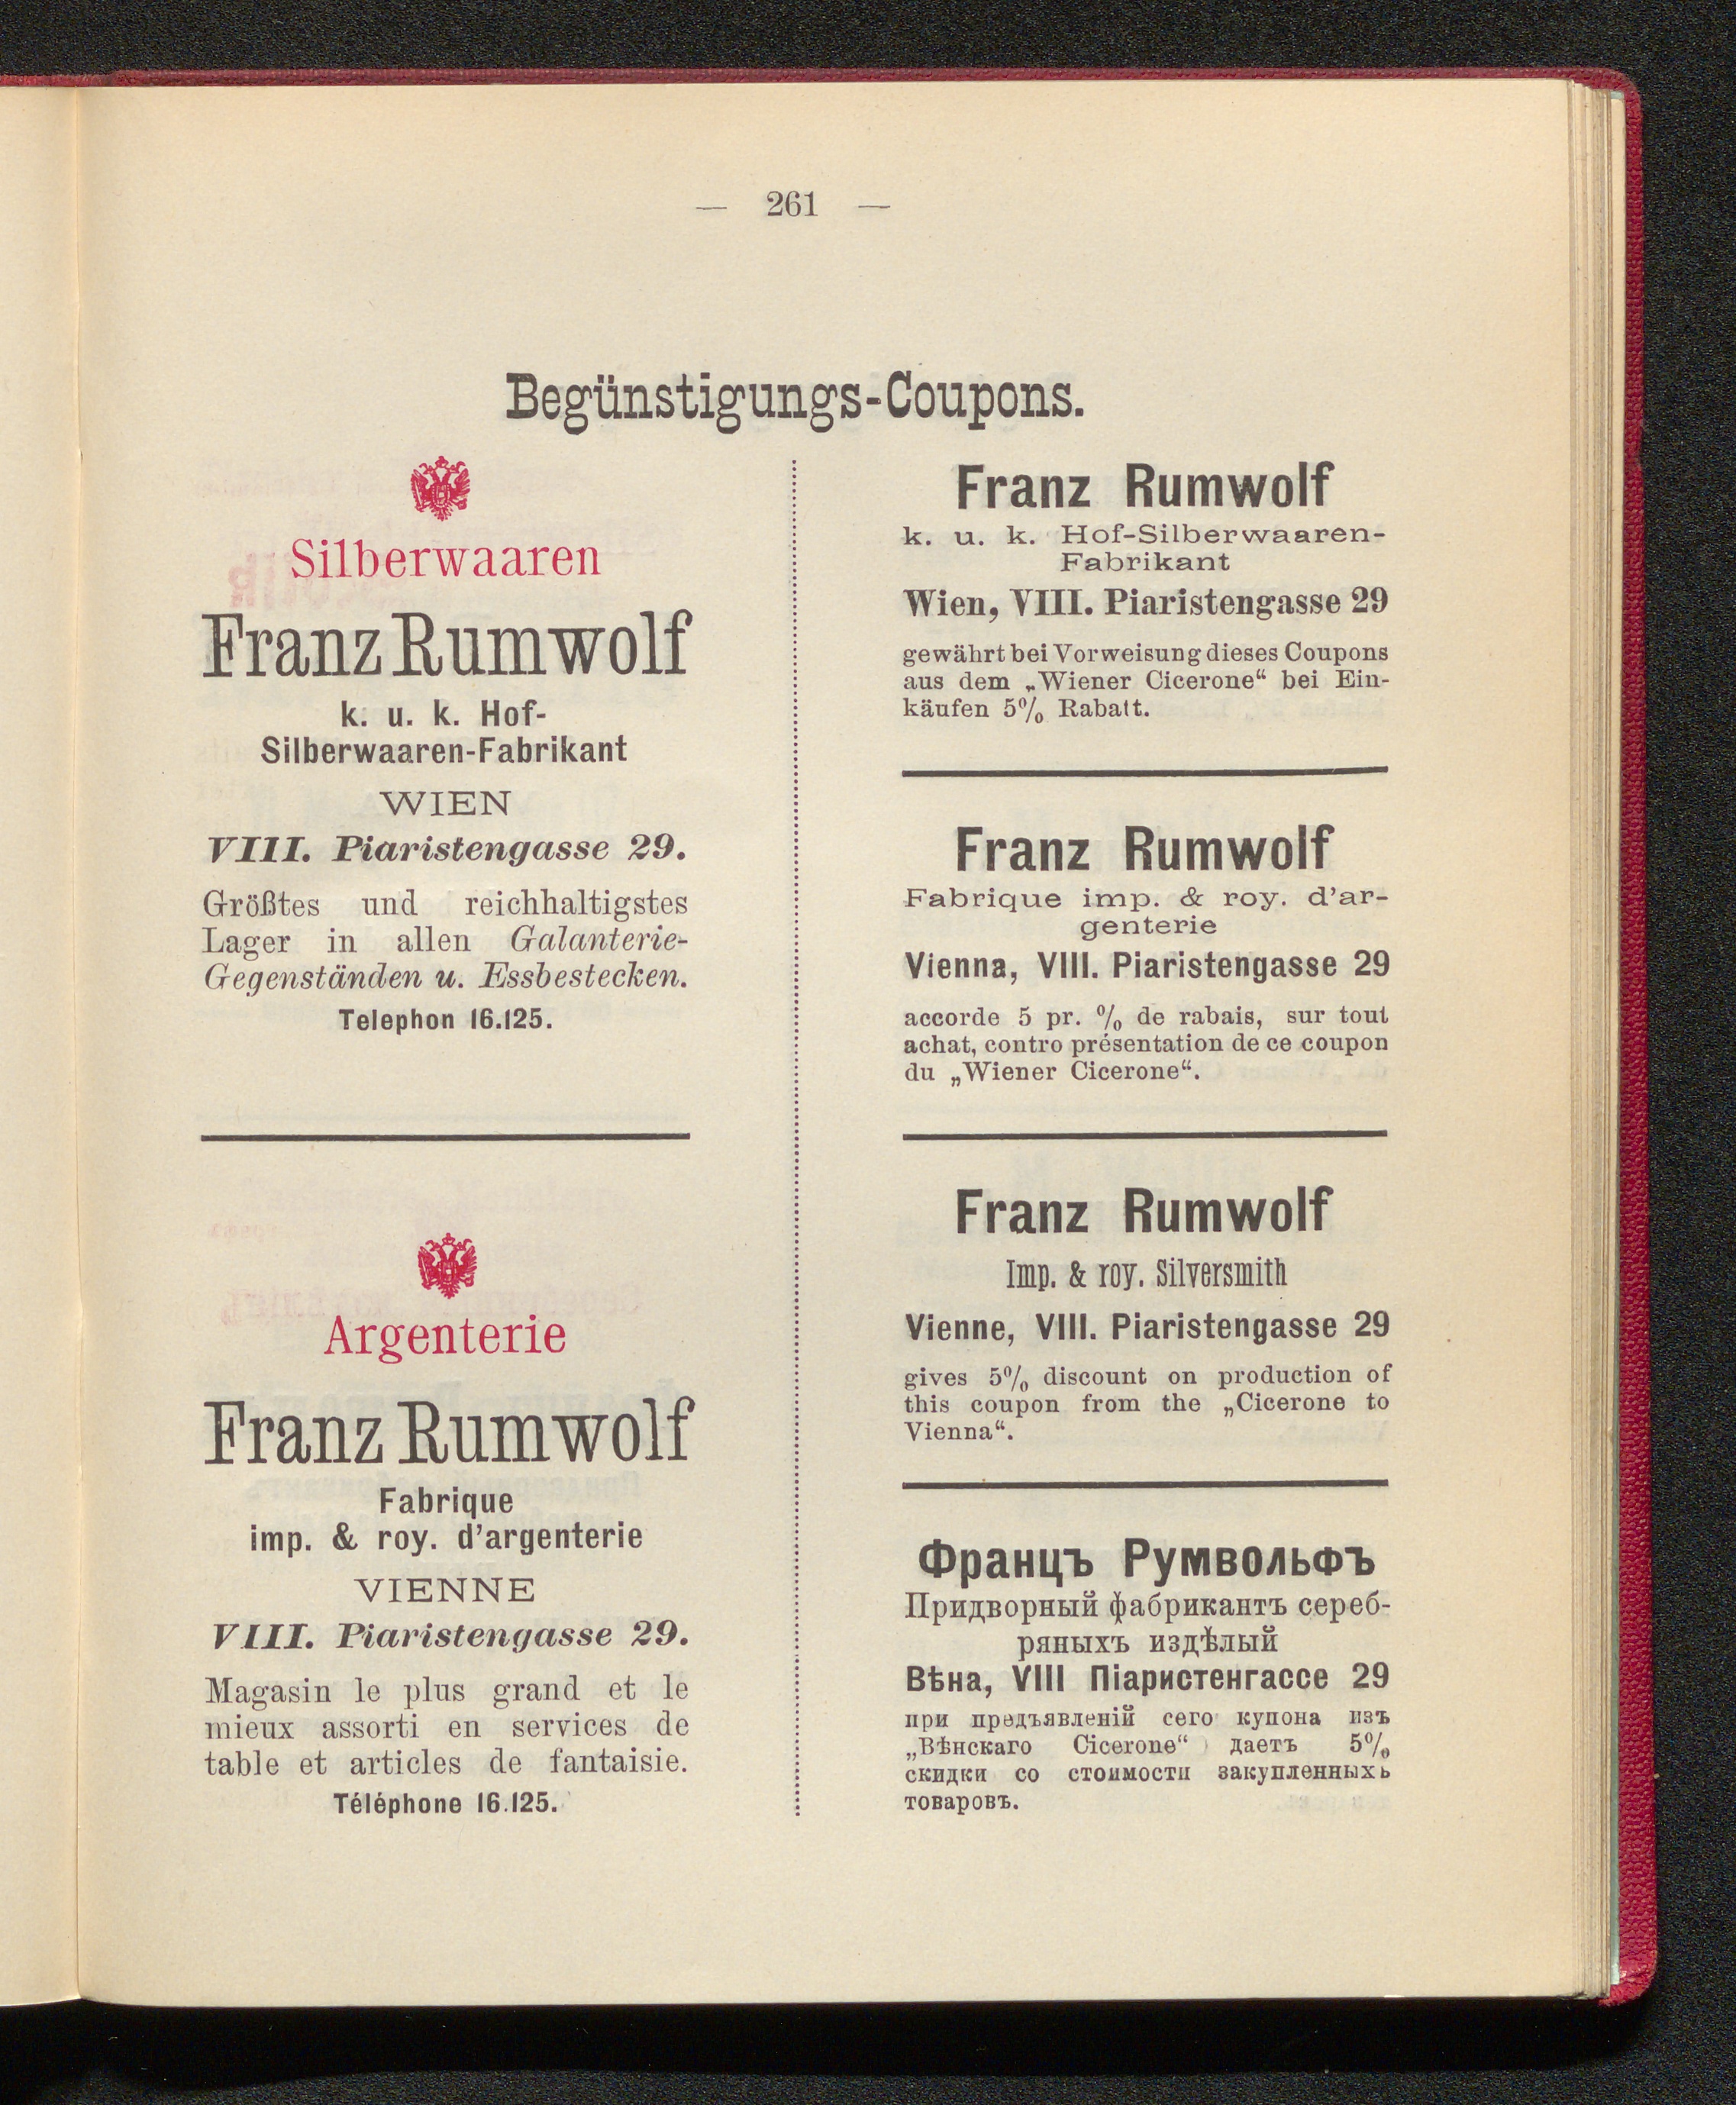 — 261 —
Begünstigungs-Coupons.
Silberwaaren
Franz Rumwolf
k. u. k. Hof-
Silberwaaren-Fabrikant
WIEN
VIII. Piaristengasse 29.
Größtes und reichhaltigstes
Lager in allen Galanterie-
Gegenständen u. Essbestecken.
Telephon 16.125.
Argenterie
Franz Rumwolf
Fabrique
imp. & roy. d'argenterie
VIENNE
VIII. Piaristengasse 29.
Magasin le plus grand et le
mieux assorti en services de
table et articles de fantaisie.
Téléphone 16.125.
Franz Rumwolf
k. u. k. Hof-Silberwaaren-
Fabrikant
Wien, VIII. Piaristengasse 29
gewährt bei Vorweisung dieses Coupons
aus dem „Wiener Cicerone“ bei Ein-
käufen 5% Rabatt.
Franz Rumwolf
Fabrique imp. & roy. d'ar-
genterie
Vienna, VIII. Piaristengasse 29
accorde 5 pr. % de rabais, sur tout
achat, contro présentation de ce coupon
du „Wiener Cicerone“.
Franz Rumwolf
Imp. & roy. Silversmith
Vienne, VIII. Piaristengasse 29
gives 5% discount on production of
this coupon from the „Cicerone to
Vienna“.
Францъ Румвольфъ
Придворный фабрикантъ сереб-
ряныхъ издѣлый
Вѣна, VIII Піаристенгассе 29
при предъявленій сего купона изъ
„Вѣнскаго Cicerone“ даетъ 5%
скидки со стоимости закупленныхъ
товаровъ.